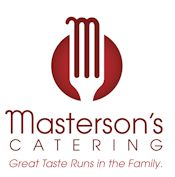 Masterson's
CATERING
Great Taste Runs in the Family.